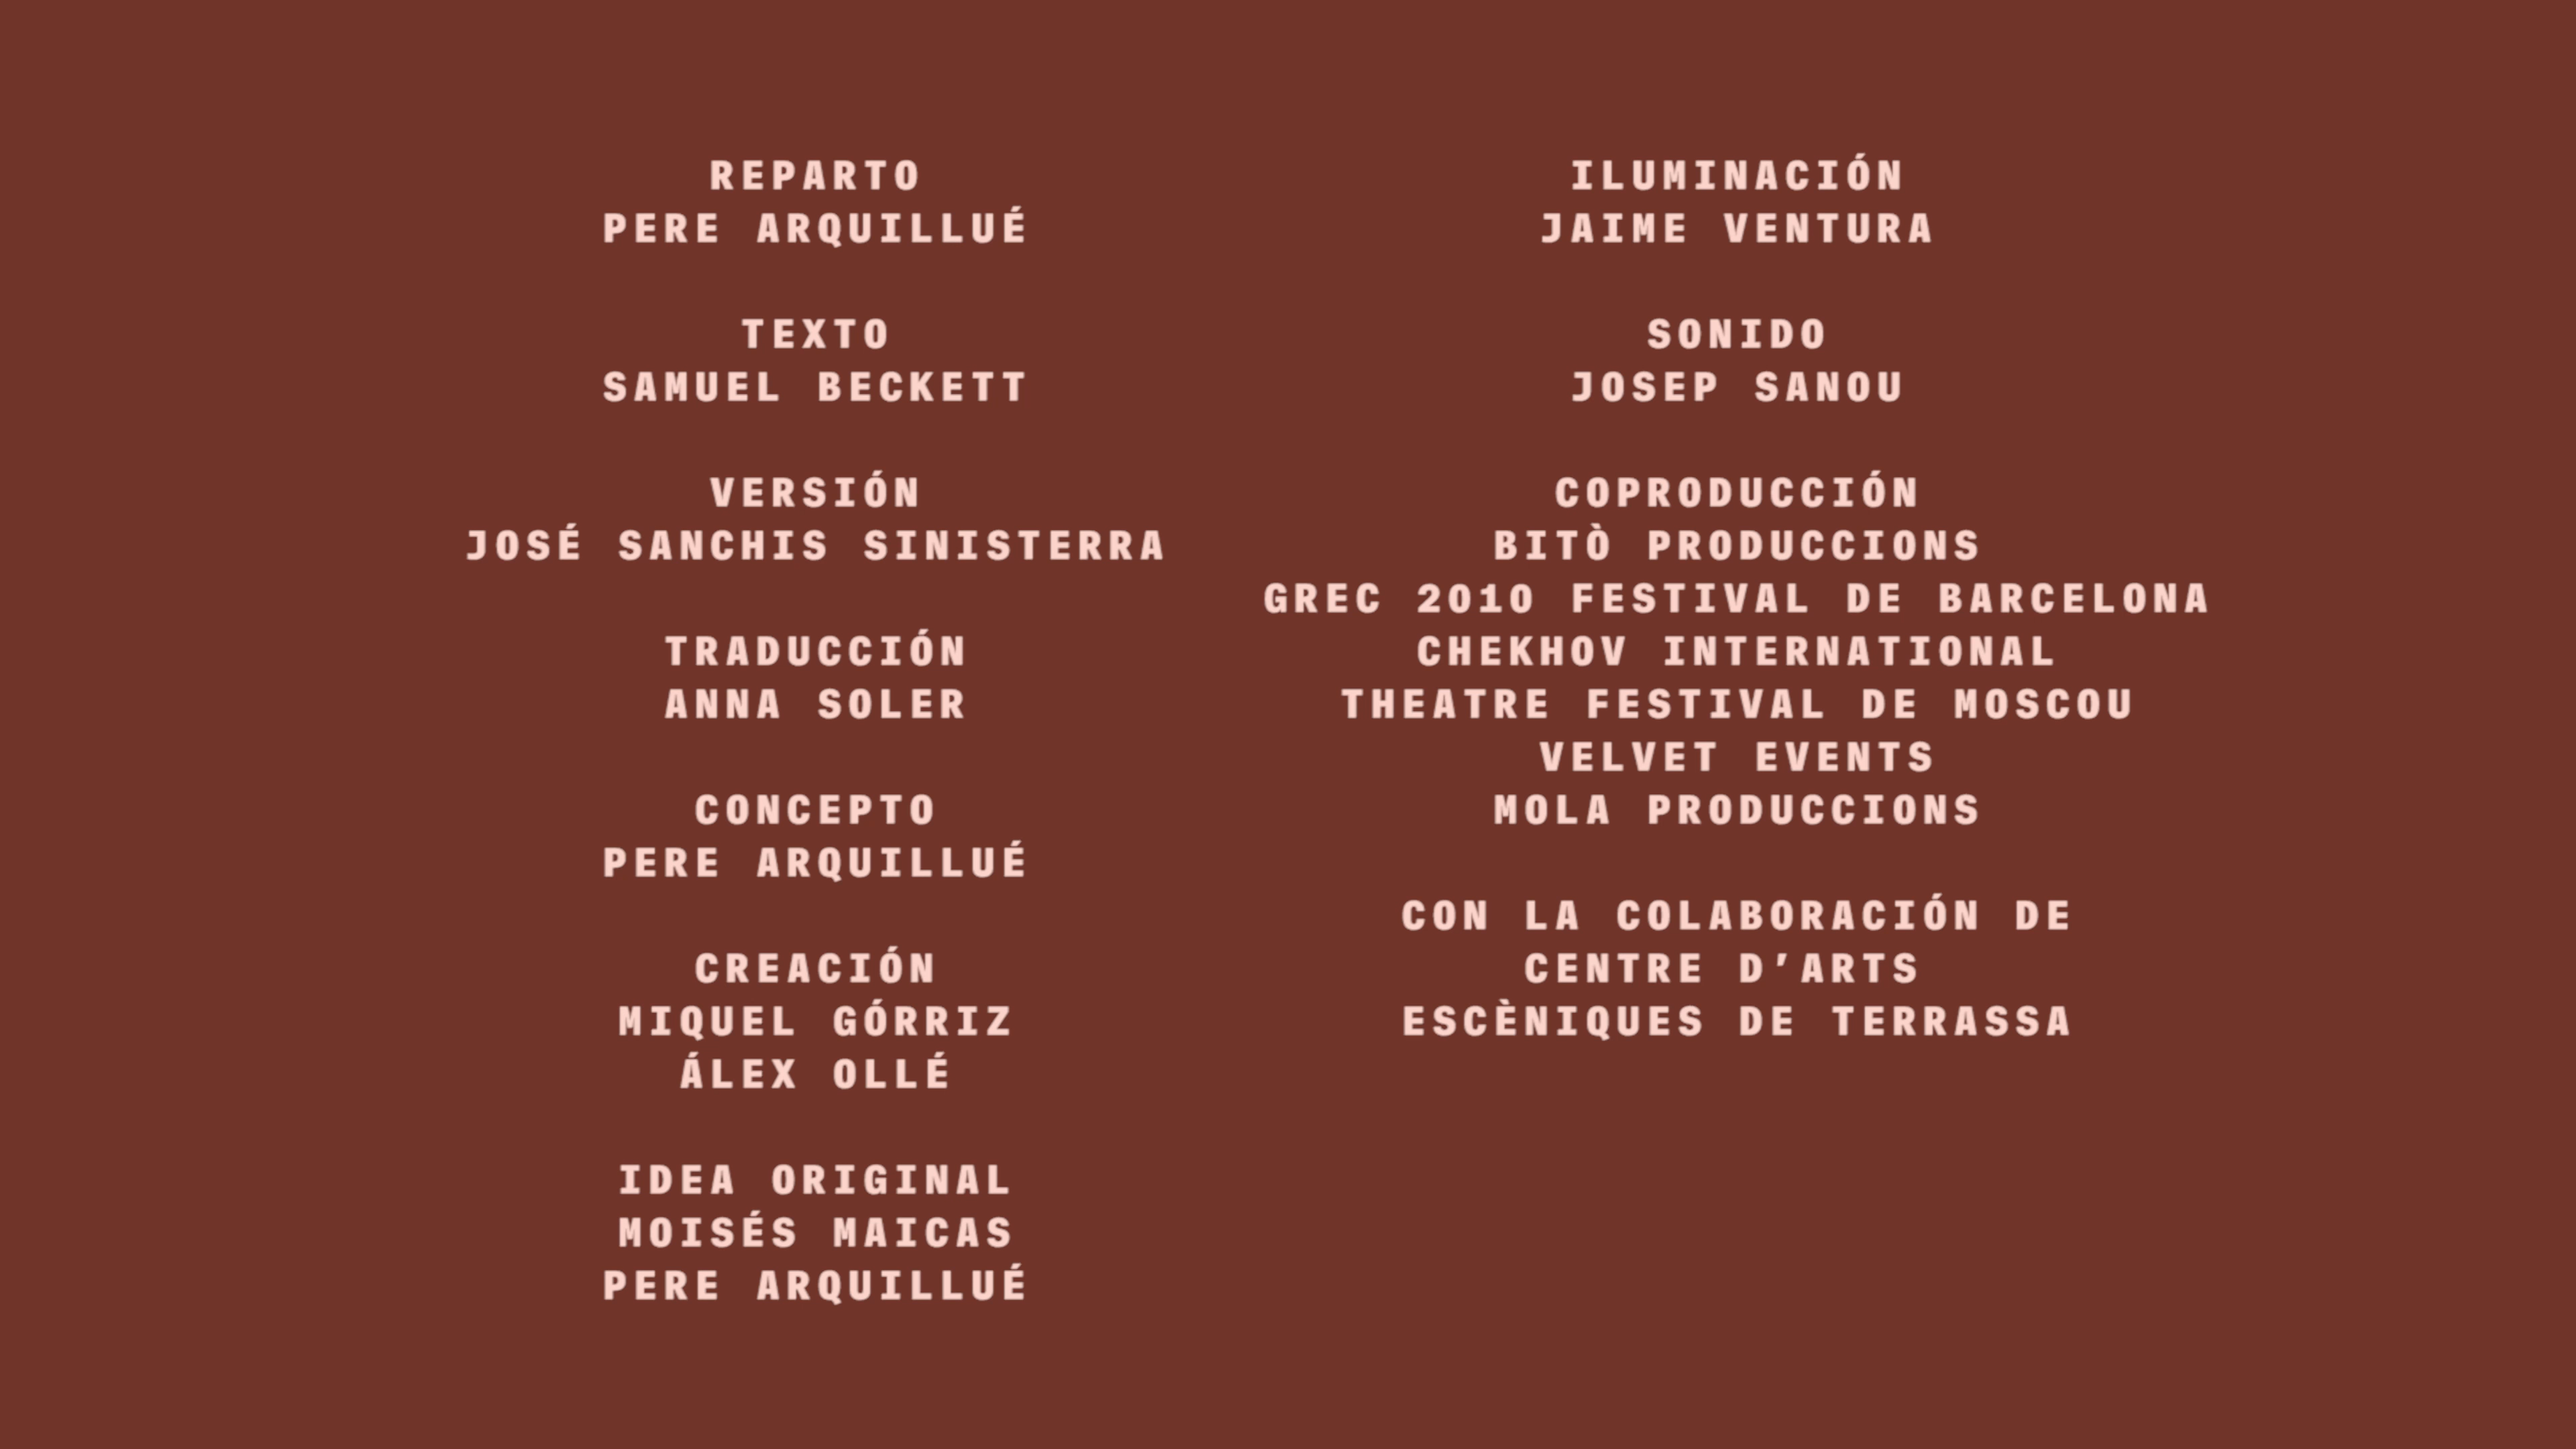 REPARTO
PERE ARQUILLUÉ
TEXTO
SAMUEL BECKETT
VERSIÓN
JOSÉ SANCHIS SINISTERRA
TRADUCCIÓN
ANNA SOLER
CONCEPTO
PERE ARQUILLUÉ
CREACIÓN
MIQUEL GÓRRIZ
ÁLEX OLLÉ
IDEA ORIGINAL
MOISÉS MAICAS
PERE ARQUILLUÉ
ILUMINACIÓN
JAIME VENTURA
SONIDO
JOSEP SANOU
COPRODUCCIÓN
BITÒ PRODUCCIONS
GREC 2010 FESTIVAL DE BARCELONA
CHEKHOV INTERNATIONAL
THEATRE FESTIVAL DE MOSCOU
VELVET EVENTS
MOLA PRODUCCIONS
CON LA COLABORACIÓN DE
CENTRE D’ARTS
ESCÈNIQUES DE TERRASSA